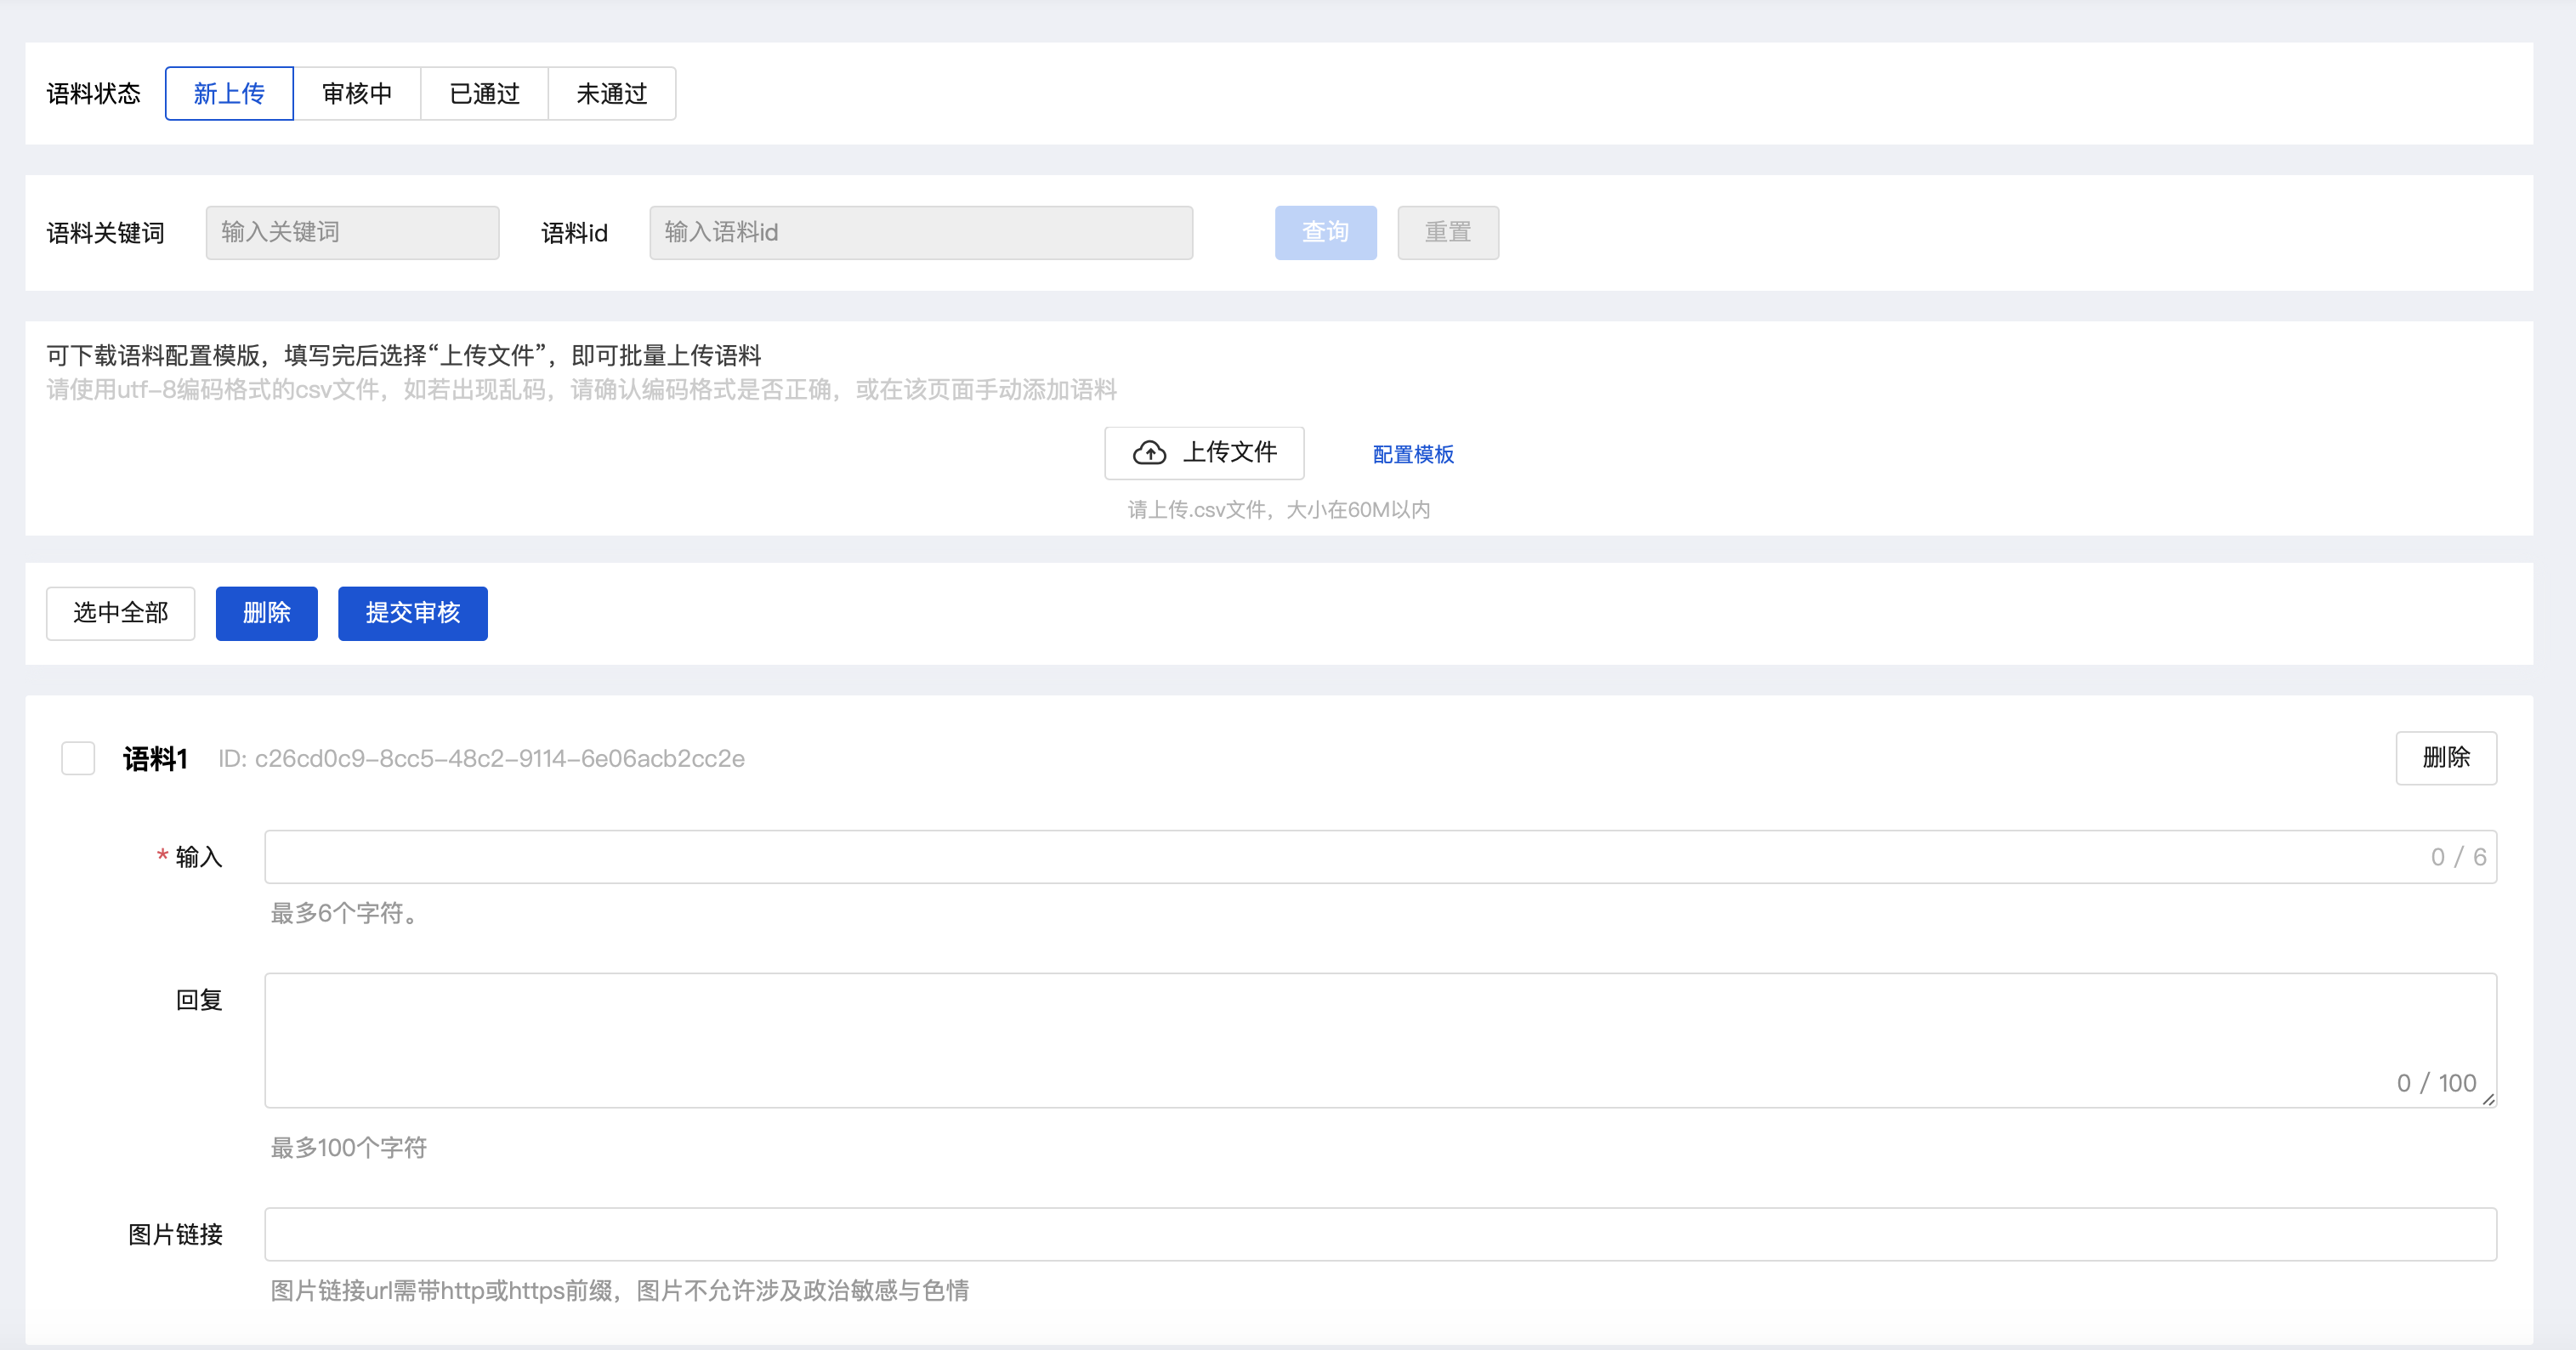 语料状态 新上传 审核中 已通过 未通过
语料关键词 输入关键词 语料id 输入语料id 查询 重置
可下载语料配置模版，填写完后选择“上传文件”，即可批量上传语料
请使用utf-8编码格式的csv文件，如若出现乱码，请确认编码格式是否正确，或在该页面手动添加语料
上传文件 配置模板
请上传.csv文件，大小在60M以内
选中全部 删除 提交审核
语料1 ID: c26cd0c9-8cc5-48c2-9114-6e06acb2cc2e 删除
* 输入 0 / 6
最多6个字符。
回复
0 / 100
最多100个字符
图片链接
图片链接url需带http或https前缀，图片不允许涉及政治敏感与色情